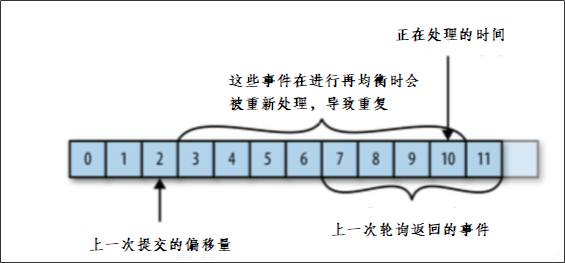 正在处理的时间
这些事件在进行再均衡时会
被重新处理，导致重复
0 1 2 3 4 5 6 7 8 9 10 11
上一次提交的偏移量
上一次轮询返回的事件